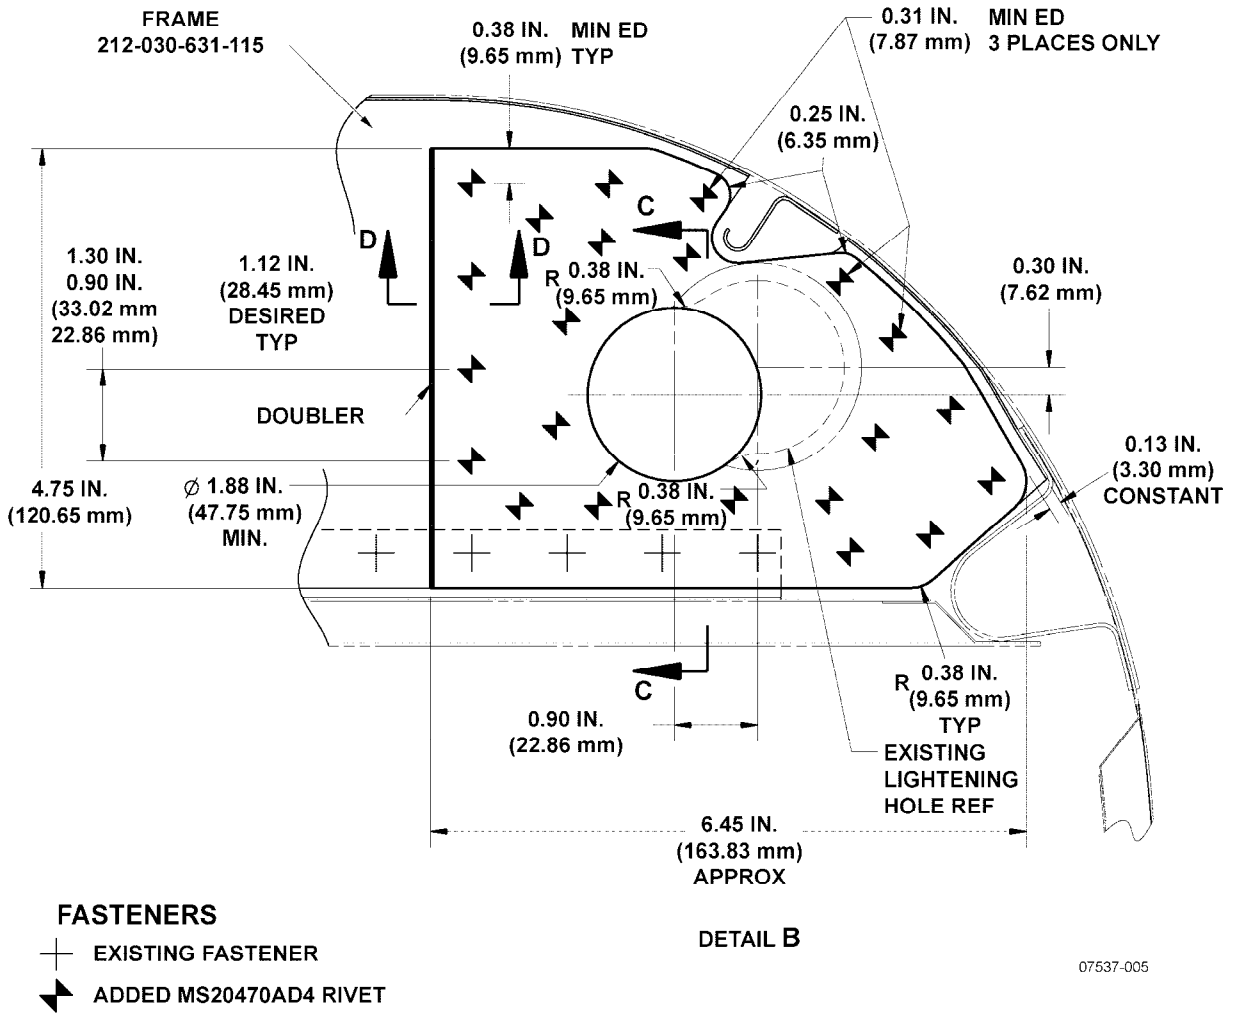 FRAME
212-030-631-115
0.38 IN. MIN ED
(9.65 mm) TYP
0.31 IN. MIN ED
(7.87 mm) 3 PLACES ONLY
0.25 IN.
(6.35 mm)
C
D
D
1.30 IN.
0.90 IN.
(33.02 mm
22.86 mm)
1.12 IN.
(28.45 mm)
DESIRED
TYP
R 0.38 IN.
(9.65 mm)
0.30 IN.
(7.62 mm)
DOUBLER
4.75 IN.
(120.65 mm)
Ø 1.88 IN.
(47.75 mm)
MIN.
R 0.38 IN.
(9.65 mm)
0.13 IN.
(3.30 mm)
CONSTANT
C
R 0.38 IN.
(9.65 mm)
TYP
0.90 IN.
(22.86 mm)
EXISTING
LIGHTENING
HOLE REF
6.45 IN.
(163.83 mm)
APPROX
FASTENERS
EXISTING FASTENER
ADDED MS20470AD4 RIVET
DETAIL B
07537-005